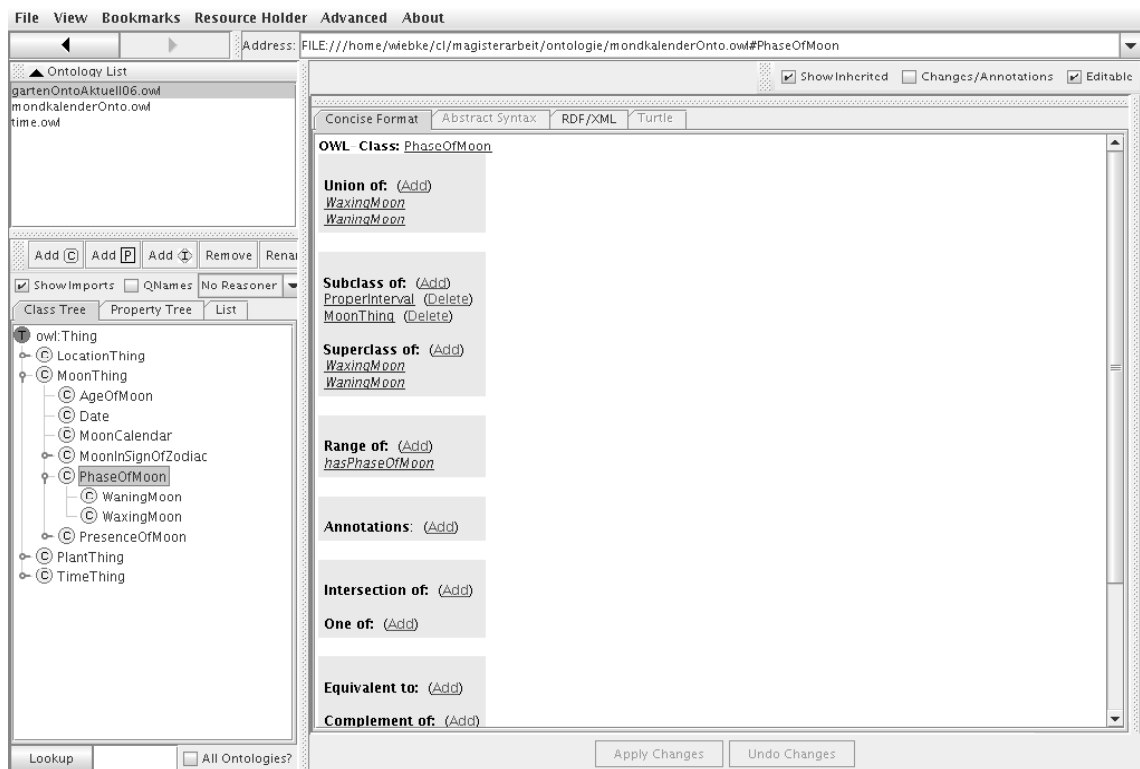 File View Bookmarks Resource Holder Advanced About
Address: FILE:///home/wiebke/cl/magisterarbeit/ontologie/mondkalenderOnto.owl#PhaseOfMoon
Ontology List
gartenOntoAktuell06.owl
mondkalenderOnto.owl
time.owl
Add C Add P Add I Remove Renai
Show Imports QNames No Reasoner
Class Tree Property Tree List
T owl:Thing
C LocationThing
C MoonThing
C AgeOfMoon
C Date
C MoonCalendar
C MoonInSignOfZodiac
C PhaseOfMoon
C WaningMoon
C WaxingMoon
C PresenceOfMoon
C PlantThing
C TimeThing
Lookup All Ontologies?
Show Inherited Changes/Annotations Editable
Concise Format Abstract Syntax RDF/XML Turtle
OWL-Class: PhaseOfMoon
Union of: (Add)
WaxingMoon
WaningMoon
Subclass of: (Add)
ProperInterval (Delete)
MoonThing (Delete)
Superclass of: (Add)
WaxingMoon
WaningMoon
Range of: (Add)
hasPhaseOfMoon
Annotations: (Add)
Intersection of: (Add)
One of: (Add)
Equivalent to: (Add)
Complement of: (Add)
Apply Changes Undo Changes